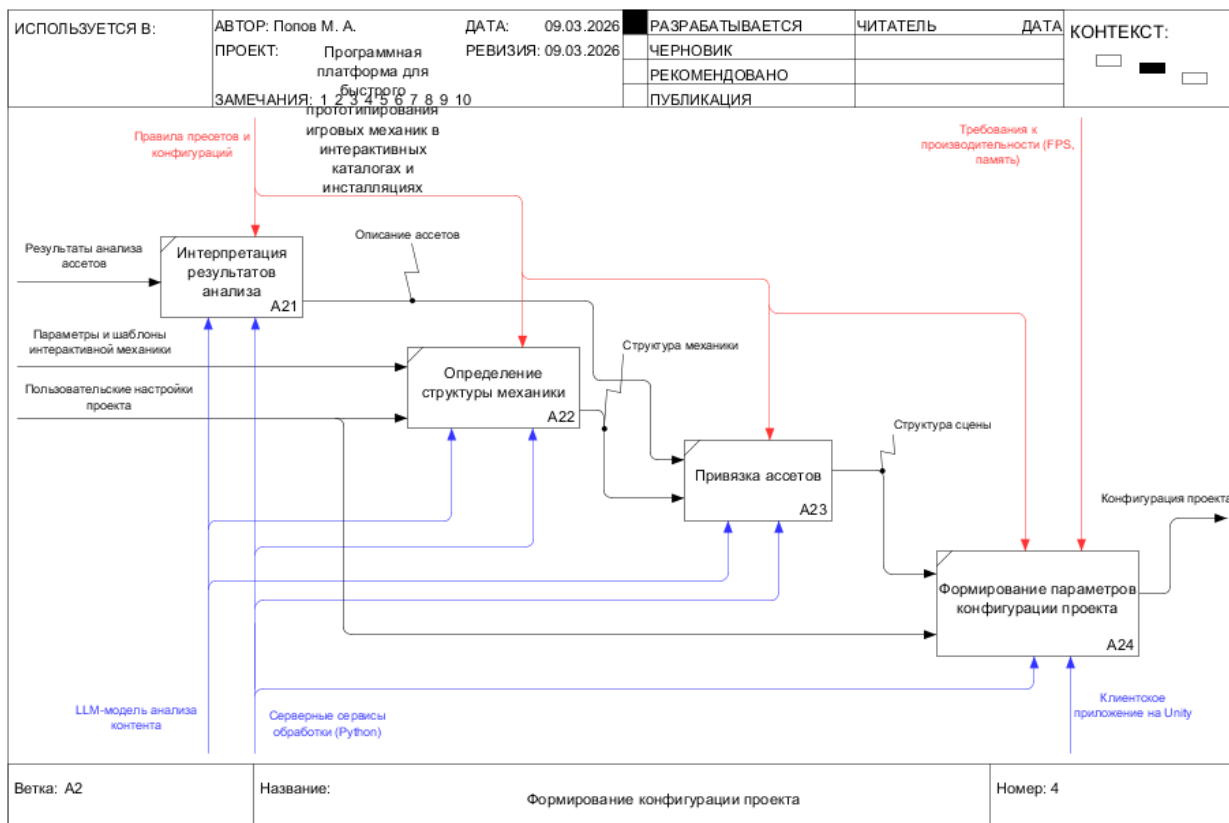 ИСПОЛЬЗУЕТСЯ В:
АВТОР: Попов М. А.
ДАТА: 09.03.2026
ПРОЕКТ: Программная
платформа для
быстрого
прототипирования
игровых механик в
интерактивных
каталогах и
инсталляциях
РЕВИЗИЯ: 09.03.2026
ЗАМЕЧАНИЯ: 1 2 3 4 5 6 7 8 9 10
РАЗРАБАТЫВАЕТСЯ
ЧЕРНОВИК
РЕКОМЕНДОВАНО
ПУБЛИКАЦИЯ
ЧИТАТЕЛЬ
ДАТА
КОНТЕКСТ:
Правила пресетов и
конфигураций
Требования к
производительности (FPS,
память)
Результаты анализа
ассетов
Интерпретация
результатов
анализа
A21
Описание ассетов
Параметры и шаблоны
интерактивной механики
Пользовательские настройки
проекта
Определение
структуры механики
A22
Структура механики
Привязка ассетов
A23
Структура сцены
Конфигурация проекта
Формирование параметров
конфигурации проекта
A24
LLM-модель анализа
контента
Серверные сервисы
обработки (Python)
Клиентское
приложение на Unity
Ветка: A2
Название:
Формирование конфигурации проекта
Номер: 4